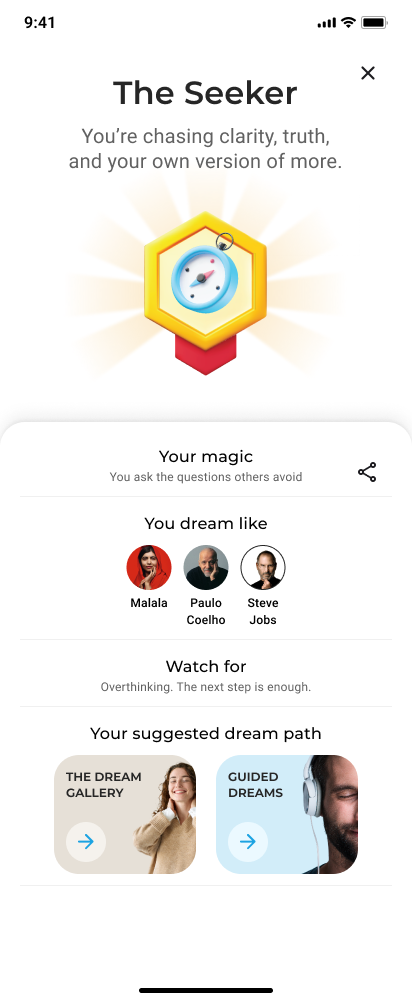 9:41
The Seeker
You’re chasing clarity, truth,
and your own version of more.
Your magic
You ask the questions others avoid
You dream like
Malala
Paulo
Coelho
Steve
Jobs
Watch for
Overthinking. The next step is enough.
Your suggested dream path
THE DREAM
GALLERY
GUIDED
DREAMS